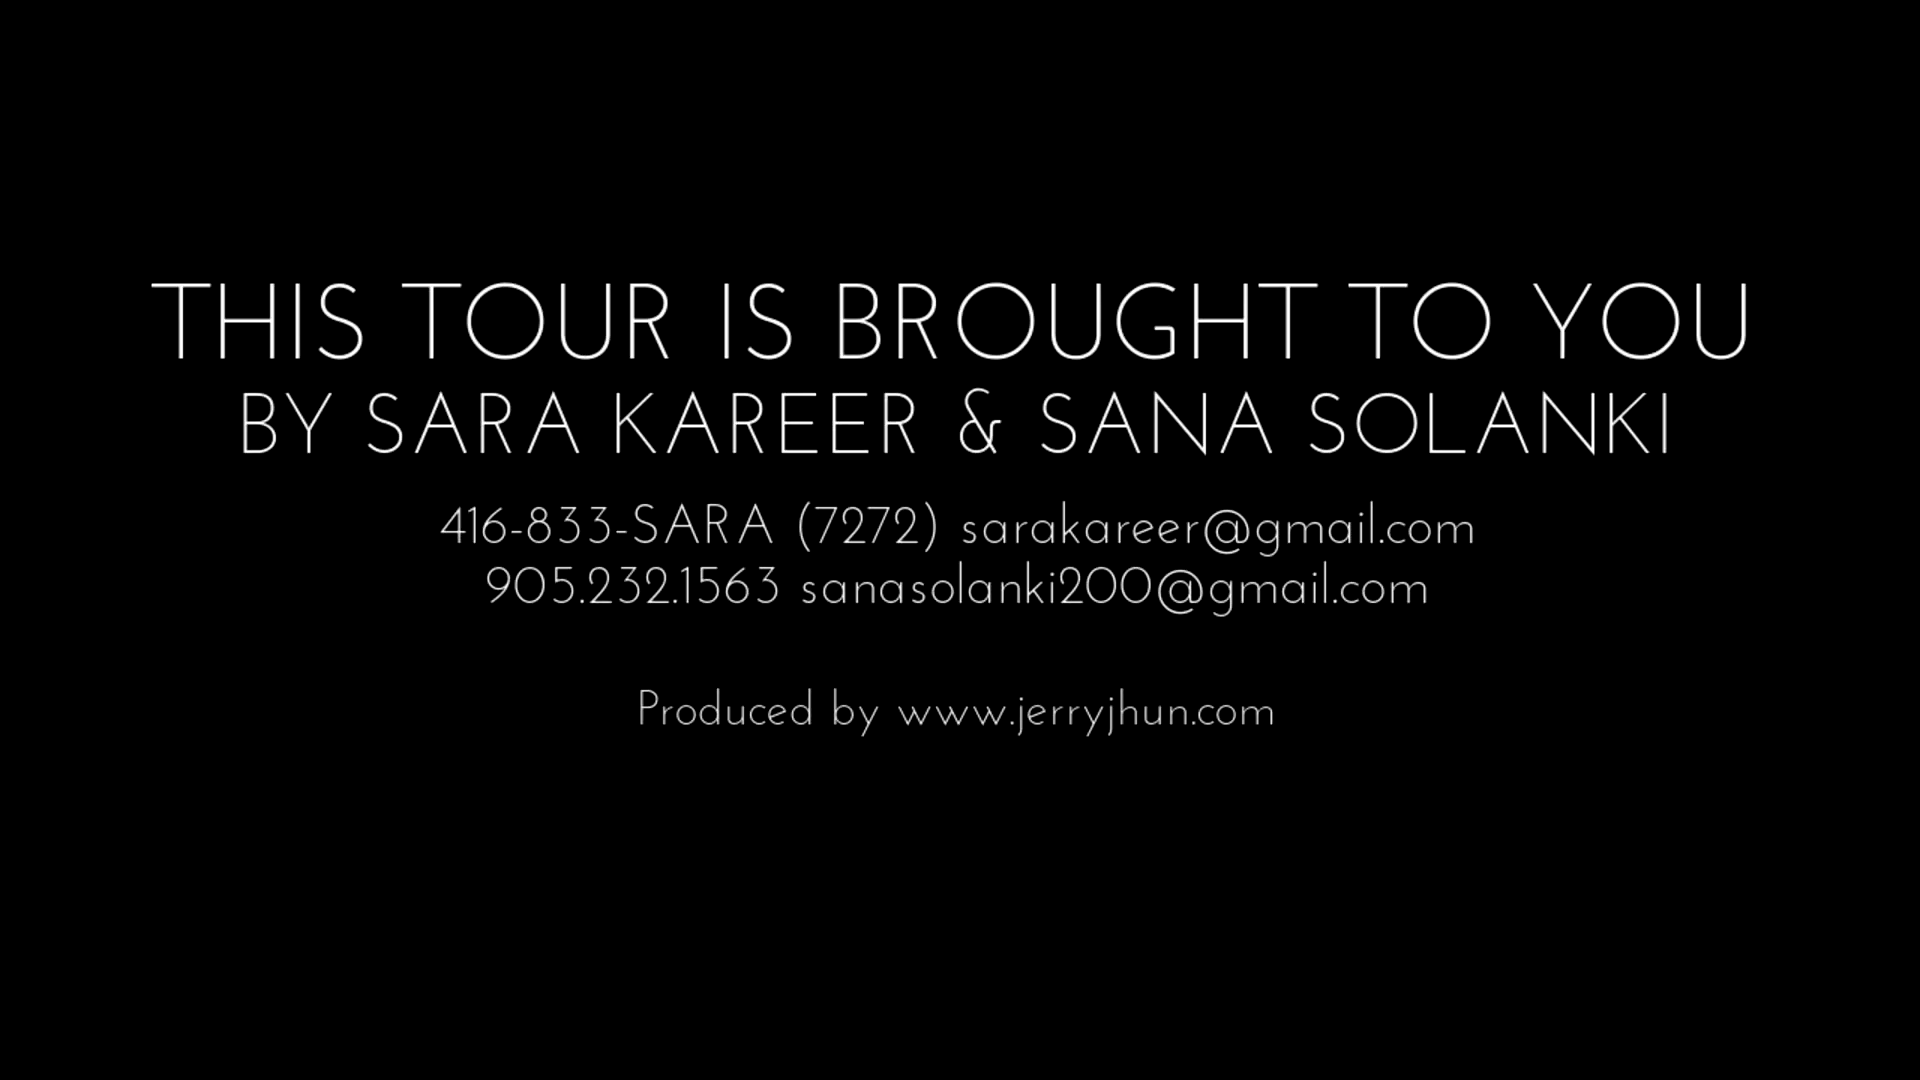 THIS TOUR IS BROUGHT TO YOU
BY SARA KAREER & SANA SOLANKI
416-833-SARA (7272) sarakareer@gmail.com
905.232.1563 sanasolanki200@gmail.com
Produced by www.jerryjhun.com